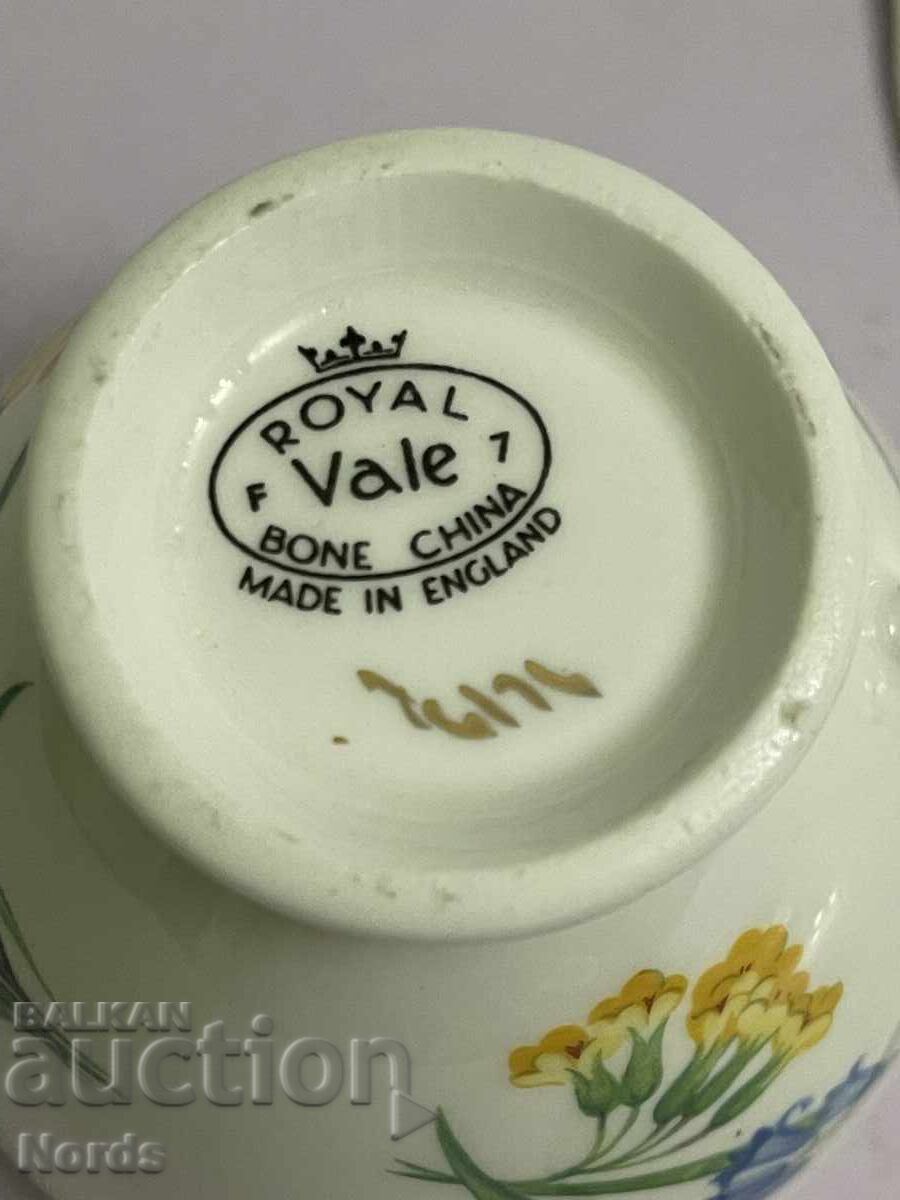 ROYAL
F Vale 7
BONE CHINA
MADE IN ENGLAND
BALKAN
auction
Nords